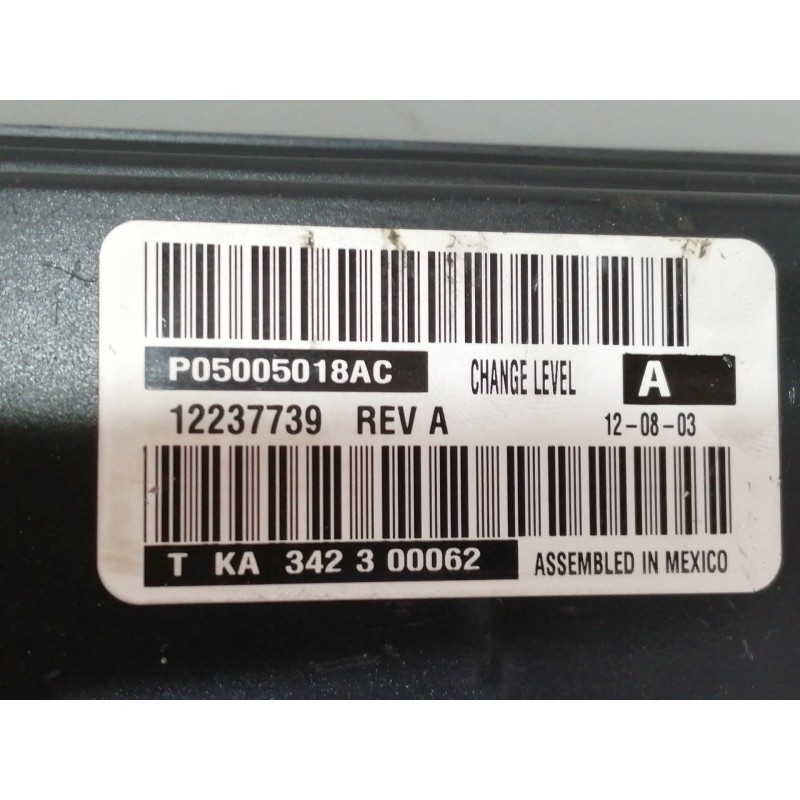 P05005018AC CHANGE LEVEL A
12237739 REV A 12-08-03
T KA 342 3 00062 ASSEMBLED IN MEXICO